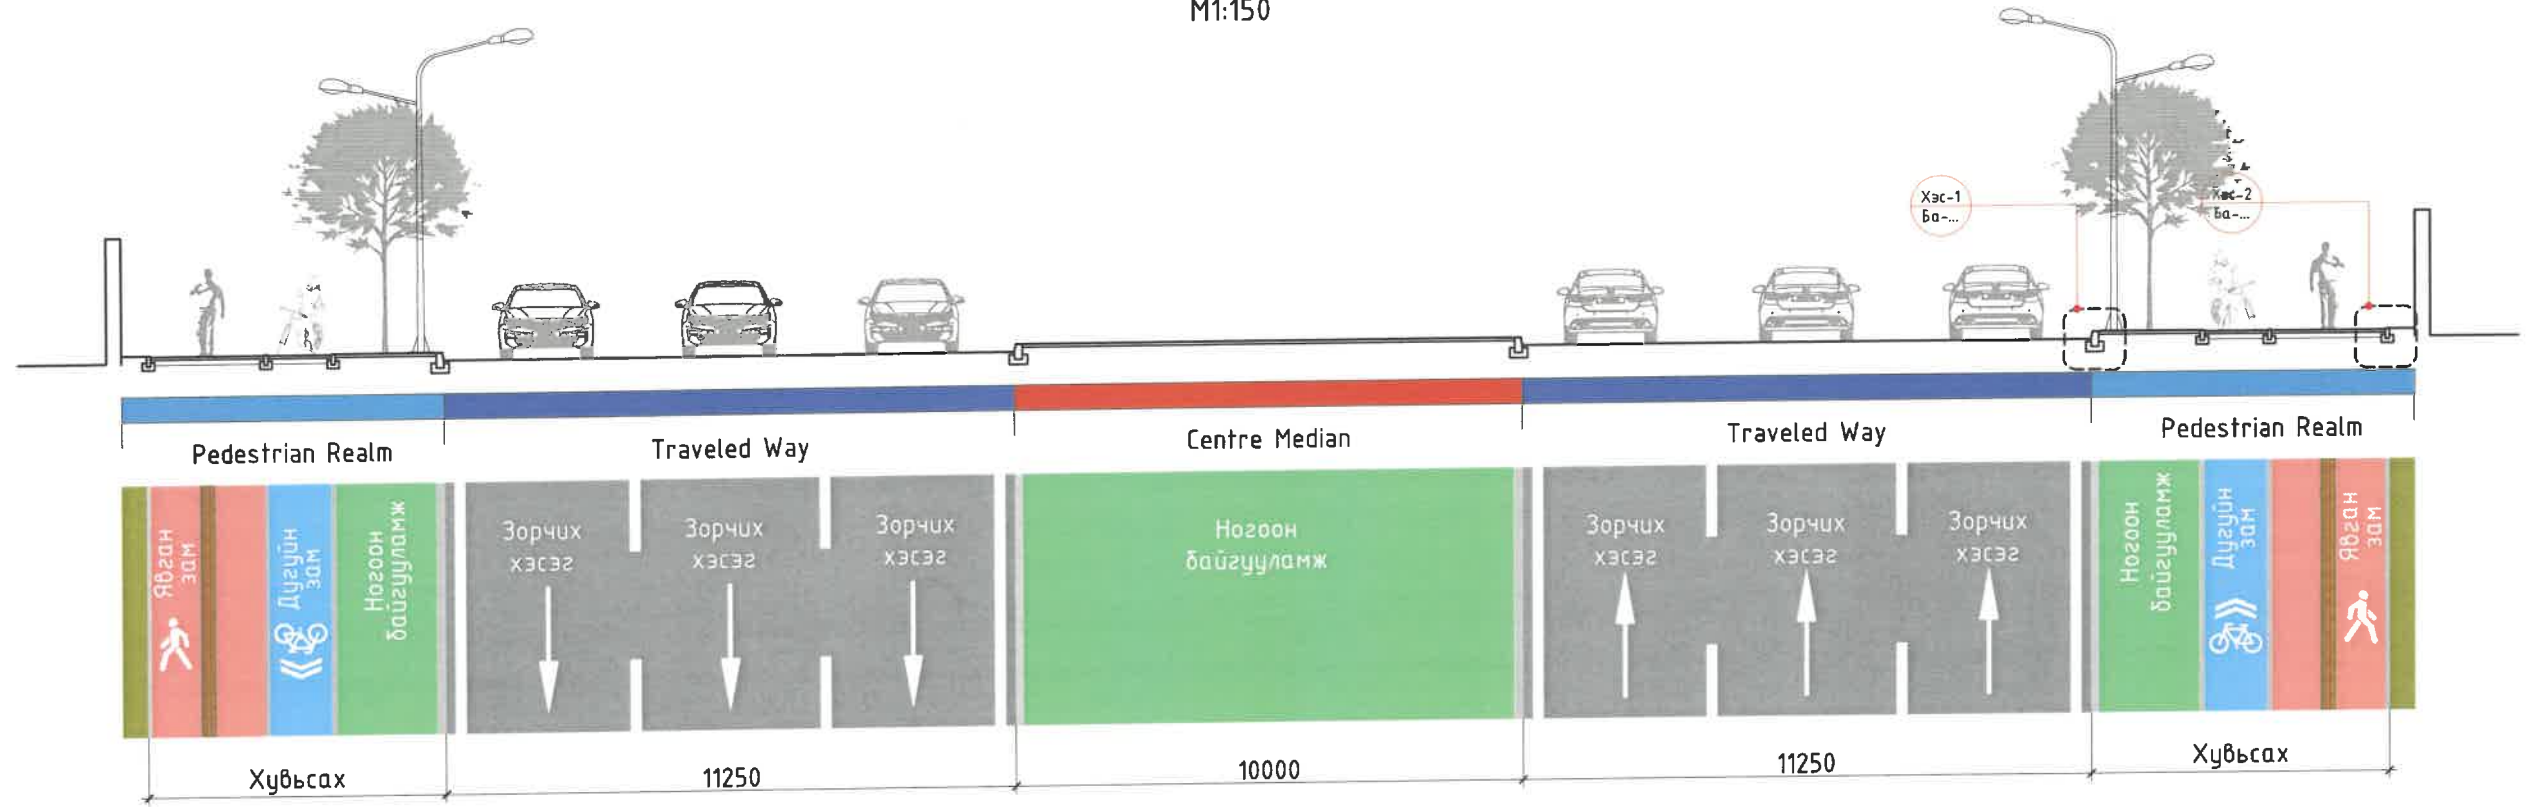 M1:150
Хэс-1
Ба-...
Хэс-2
Ба-...
Pedestrian Realm
Traveled Way
Centre Median
Traveled Way
Pedestrian Realm
Явган
зам
Дугуйн
зам
Ногоон
байгууламж
Зорчих
хэсэг
Зорчих
хэсэг
Зорчих
хэсэг
Ногоон
байгууламж
Зорчих
хэсэг
Зорчих
хэсэг
Зорчих
хэсэг
Ногоон
байгууламж
Дугуйн
зам
Явган
зам
Хувьсах
11250
10000
11250
Хувьсах